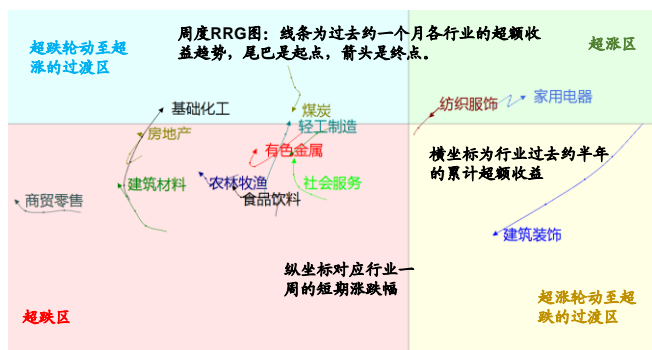 周度RRG图：线条为过去约一个月各行业的超额收
益趋势，尾巴是起点，箭头是终点。
超跌轮动至超
涨的过渡区
超涨区
基础化工
煤炭
纺织服饰
家用电器
轻工制造
房地产
有色金属
横坐标为行业过去约半年
的累计超额收益
建筑材料
农林牧渔
社会服务
食品饮料
商贸零售
建筑装饰
纵坐标对应行业一
周的短期涨跌幅
超跌区
超涨轮动至超
跌的过渡区